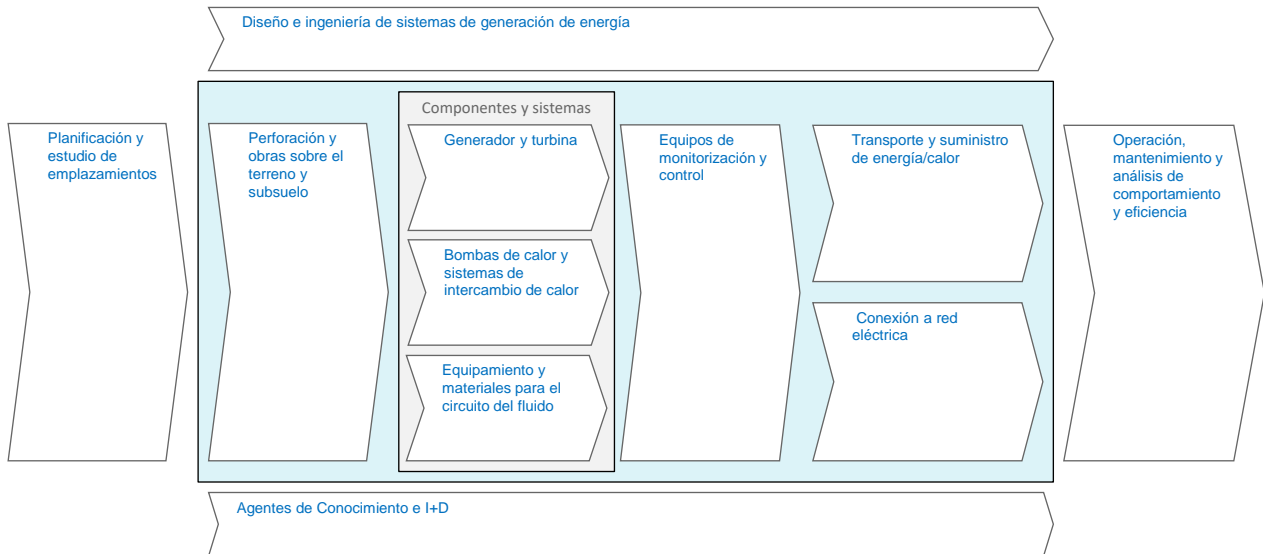 Diseño e ingeniería de sistemas de generación de energía
Planificación y
estudio de
emplazamientos
Perforación y
obras sobre el
terreno y
subsuelo
Componentes y sistemas
Generador y turbina
Bombas de calor y
sistemas de
intercambio de calor
Equipamiento y
materiales para el
circuito del fluido
Equipos de
monitorización y
control
Transporte y suministro
de energía/calor
Conexión a red
eléctrica
Operación,
mantenimiento y
análisis de
comportamiento
y eficiencia
Agentes de Conocimiento e I+D